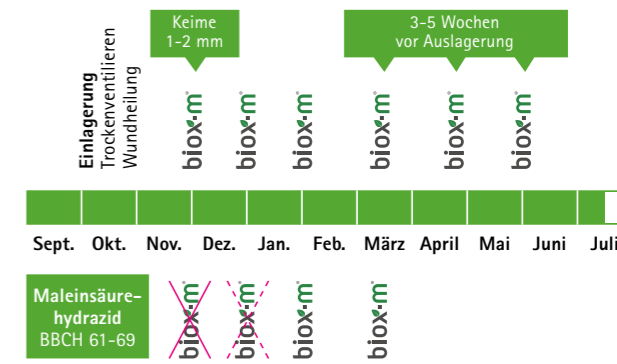 Keime
1-2 mm
3-5 Wochen
vor Auslagerung
Einlagerung
Trockenventilieren
Wundheilung
biox-m
biox-m
biox-m
biox-m
biox-m
biox-m
Sept. Okt. Nov. Dez. Jan. Feb. März April Mai Juni Juli
Maleinsäure-
hydrazid
BBCH 61-69
biox-m
biox-m
biox-m
biox-m